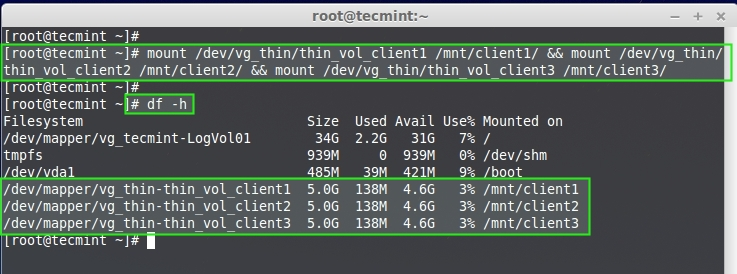 root@tecmint:~
[root@tecmint ~]#
[root@tecmint ~]# mount /dev/vg_thin/thin_vol_client1 /mnt/client1/ && mount /dev/vg_thin/
thin_vol_client2 /mnt/client2/ && mount /dev/vg_thin/thin_vol_client3 /mnt/client3/
[root@tecmint ~]#
[root@tecmint ~]# df -h
Filesystem Size Used Avail Use% Mounted on
/dev/mapper/vg_tecmint-LogVol01 34G 2.2G 31G 7% /
tmpfs 939M 0 939M 0% /dev/shm
/dev/vda1 485M 39M 421M 9% /boot
/dev/mapper/vg_thin-thin_vol_client1 5.0G 138M 4.6G 3% /mnt/client1
/dev/mapper/vg_thin-thin_vol_client2 5.0G 138M 4.6G 3% /mnt/client2
/dev/mapper/vg_thin-thin_vol_client3 5.0G 138M 4.6G 3% /mnt/client3
[root@tecmint ~]#